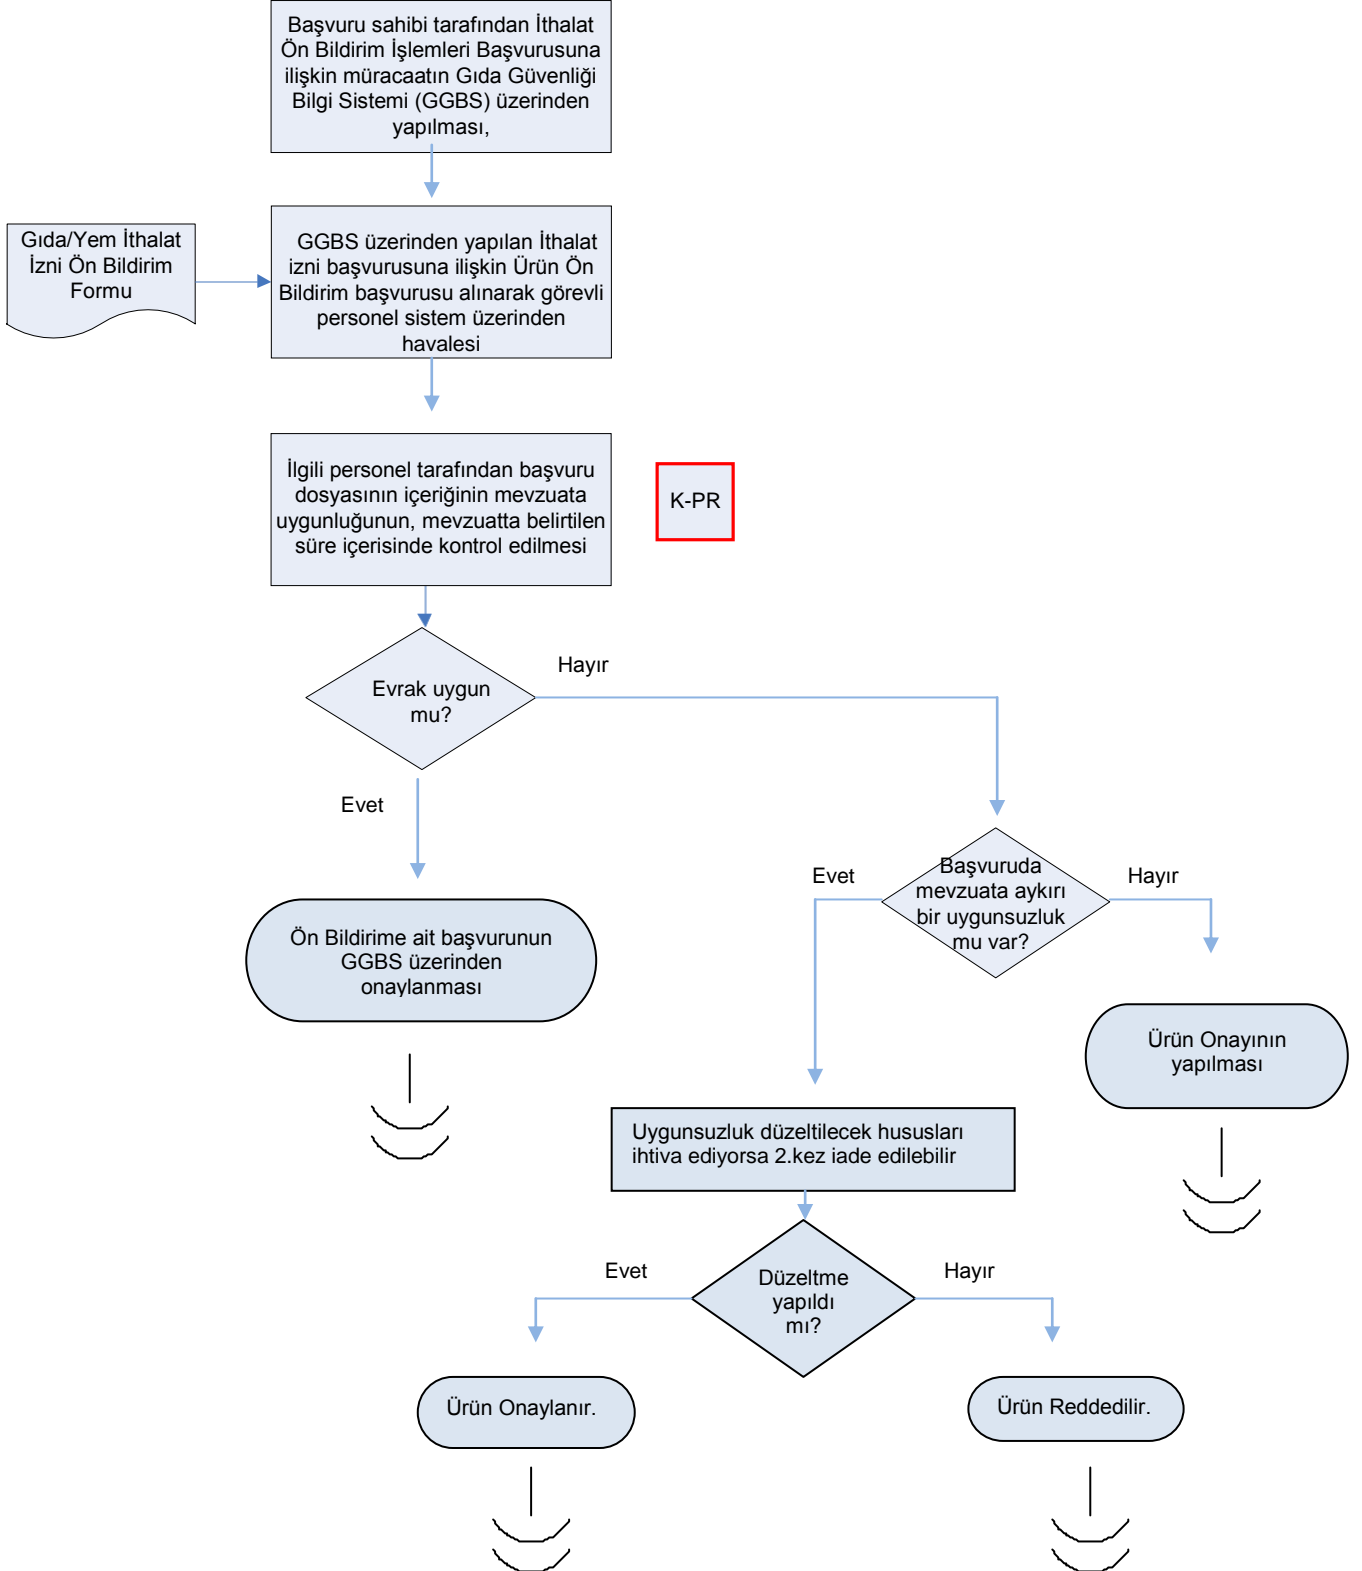 Başvuru sahibi tarafından İthalat
Ön Bildirim İşlemleri Başvurusuna
ilişkin müracaatın Gıda Güvenliği
Bilgi Sistemi (GGBS) üzerinden
yapılması,
Gıda/Yem İthalat
İzni Ön Bildirim
Formu
GGBS üzerinden yapılan İthalat
izni başvurusuna ilişkin Ürün Ön
Bildirim başvurusu alınarak görevli
personel sistem üzerinden
havalesi
İlgili personel tarafından başvuru
dosyasının içeriğinin mevzuata
uygunluğunun, mevzuatta belirtilen
süre içerisinde kontrol edilmesi
K-PR
Evrak uygun
mu?
Hayır
Evet
Başvuruda
mevzuata aykırı
bir uygunsuzluk
mu var?
Evet
Hayır
Ön Bildirime ait başvurunun
GGBS üzerinden
onaylanması
Ürün Onayının
yapılması
Uygunsuzluk düzeltilecek hususları
ihtiva ediyorsa 2.kez iade edilebilir
Evet
Düzeltme
yapıldı
mı?
Hayır
Ürün Onaylanır.
Ürün Reddedilir.